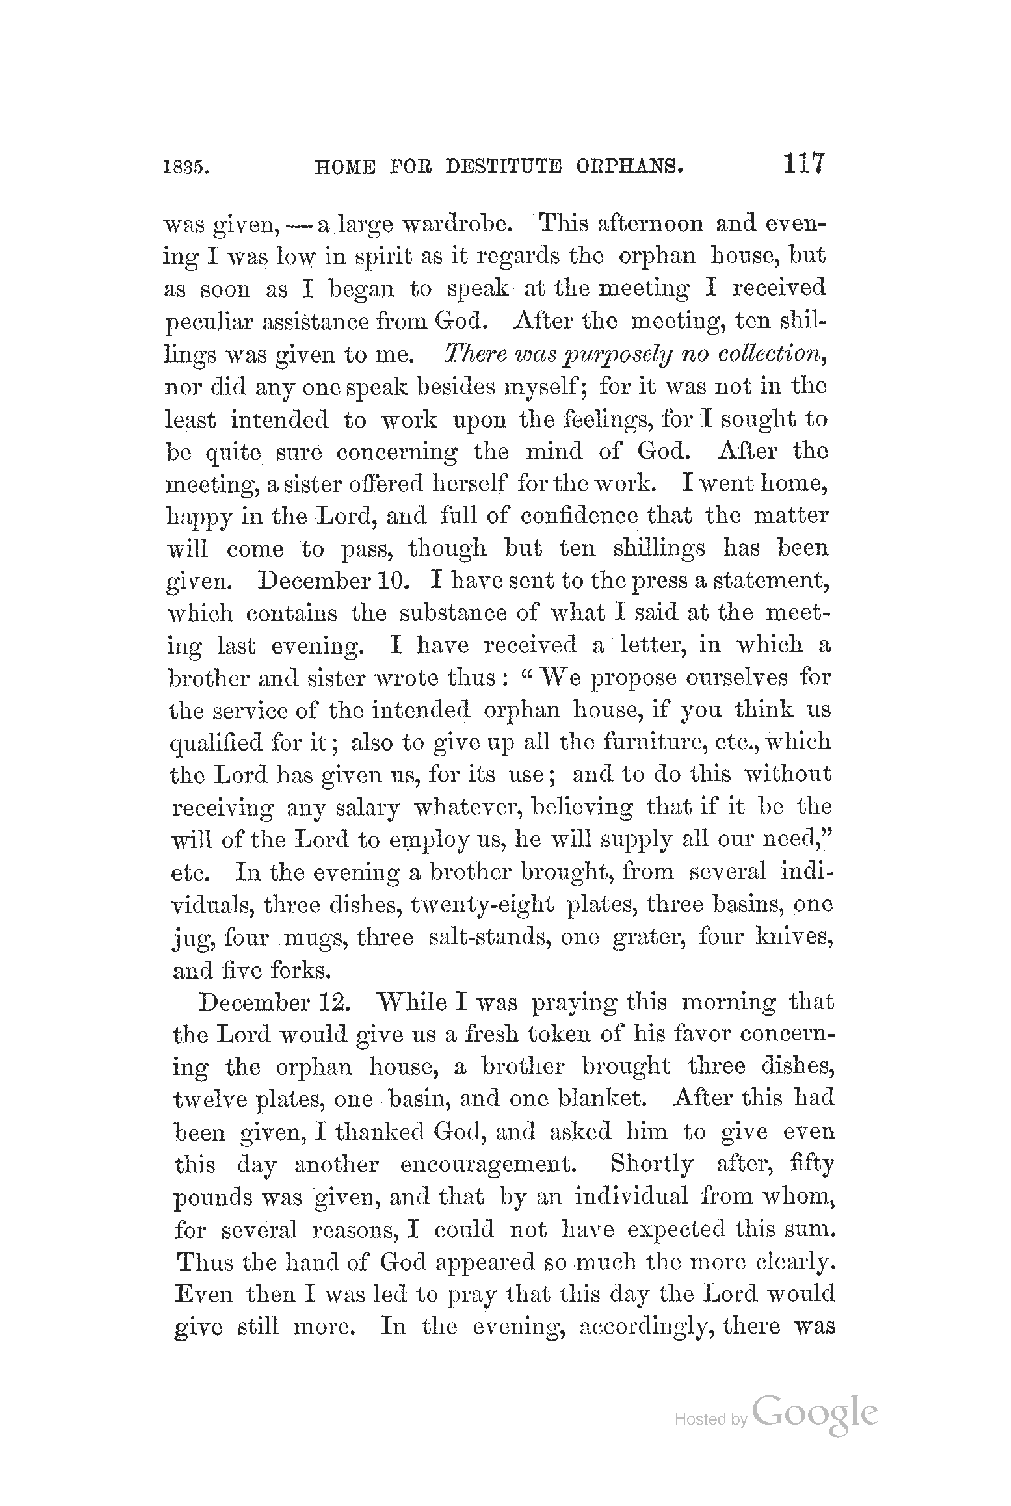 1835. HOME FOR DESTITUTE ORPHANS. 117
was given, — a large wardrobe. This afternoon and even-
ing I was low in spirit as it regards the orphan house, but
as soon as I began to speak at the meeting I received
peculiar assistance from God. After the meeting, ten shil-
lings was given to me. There was purposely no collection,
nor did any one speak besides myself; for it was not in the
least intended to work upon the feelings, for I sought to
be quite sure concerning the mind of God. After the
meeting, a sister offered herself for the work. I went home,
happy in the Lord, and full of confidence that the matter
will come to pass, though but ten shillings has been
given. December 10. I have sent to the press a statement,
which contains the substance of what I said at the meet-
ing last evening. I have received a letter, in which a
brother and sister wrote thus: “We propose ourselves for
the service of the intended orphan house, if you think us
qualified for it; also to give up all the furniture, etc., which
the Lord has given us, for its use; and to do this without
receiving any salary whatever, believing that if it be the
will of the Lord to employ us, he will supply all our need,”
etc. In the evening a brother brought, from several indi-
viduals, three dishes, twenty-eight plates, three basins, one
jug, four mugs, three salt-stands, one grater, four knives,
and five forks.
December 12. While I was praying this morning that
the Lord would give us a fresh token of his favor concern-
ing the orphan house, a brother brought three dishes,
twelve plates, one basin, and one blanket. After this had
been given, I thanked God, and asked him to give even
this day another encouragement. Shortly after, fifty
pounds was given, and that by an individual from whom,
for several reasons, I could not have expected this sum.
Thus the hand of God appeared so much the more clearly.
Even then I was led to pray that this day the Lord would
give still more. In the evening, accordingly, there was
Hosted by Google